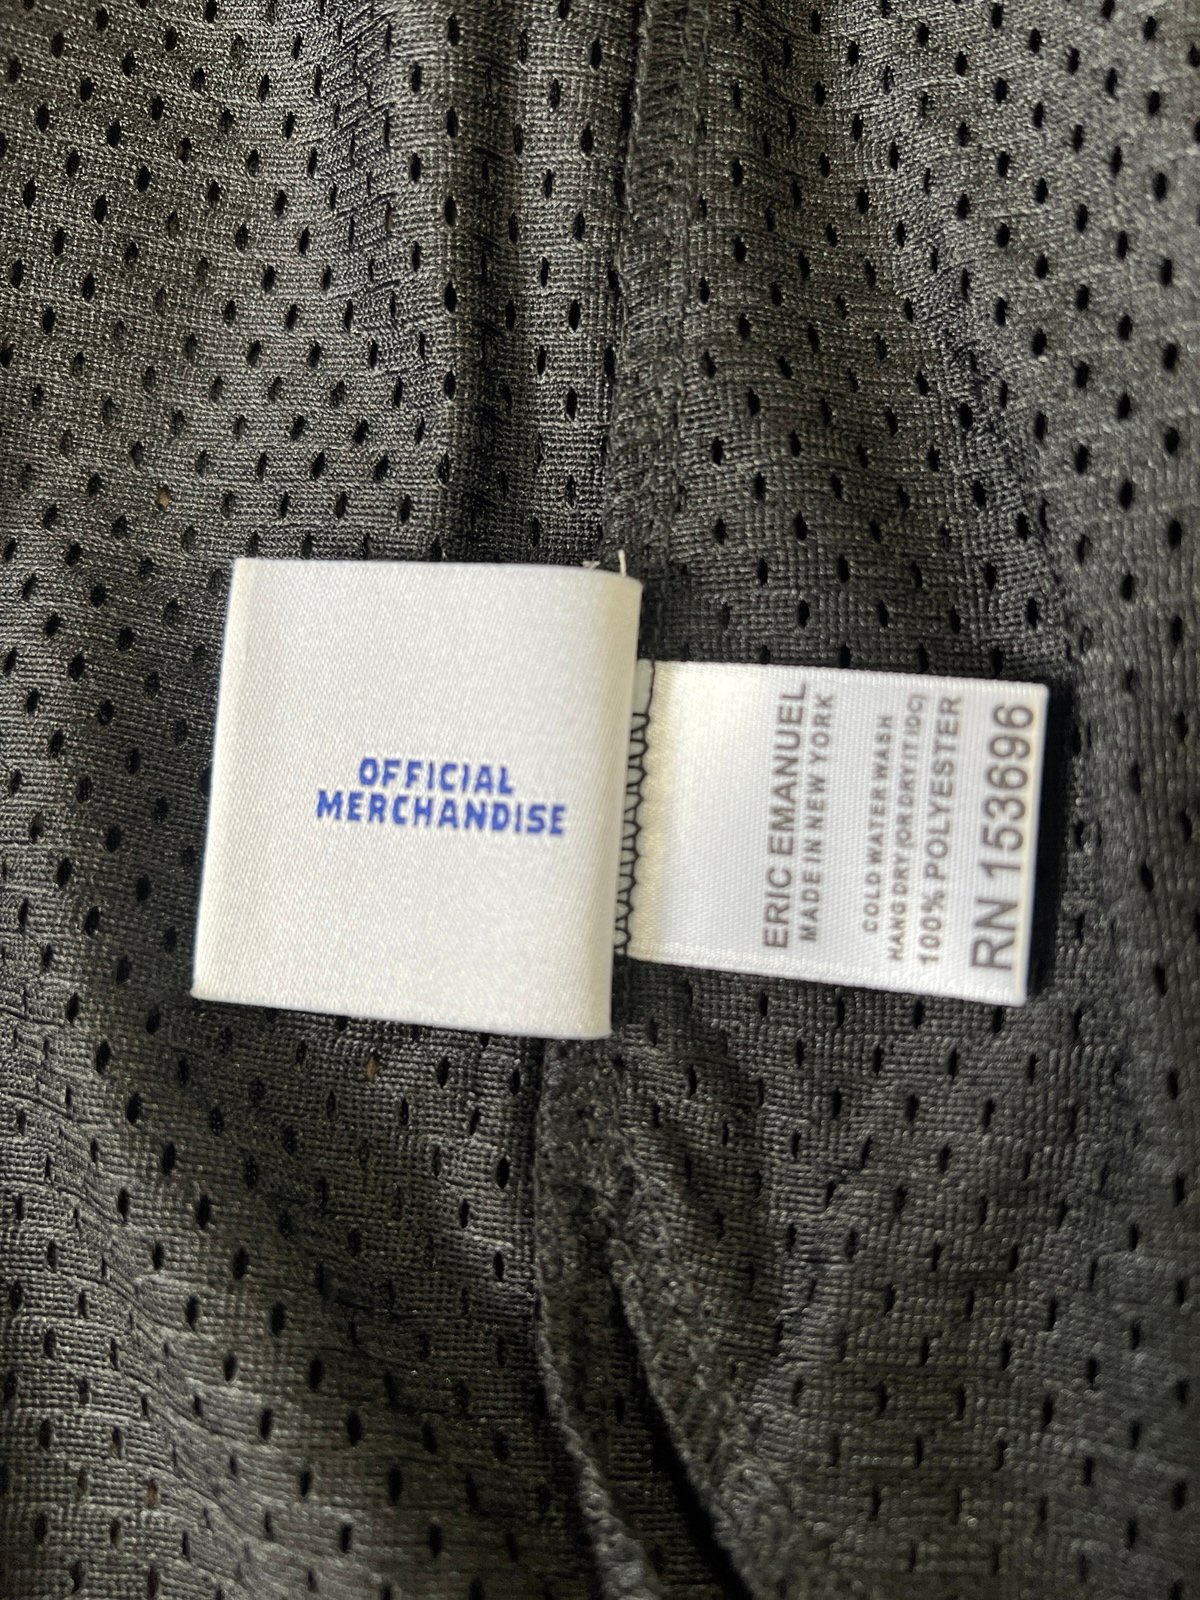 OFFICIAL
MERCHANDISE
ERIC EMANUEL
MADE IN NEW YORK
COLD WATER WASH
HANG DRY (OR DRY IT IDC)
100% POLYESTER
RN 153696